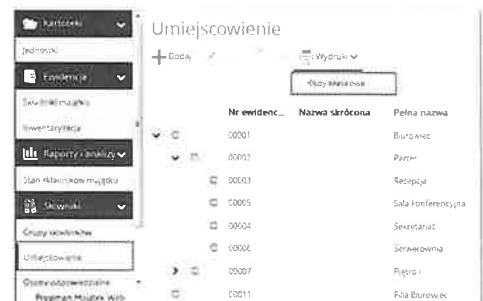 Kartoteki
Jednostki
Ewidencja
Składniki majątku
Inwentaryzacja
Raporty i analizy
Stan składników majątku
Słowniki
Grupy składników
Umiejscowienie
Osoby odpowiedzialne
Umiejscowienie
Dodaj
Wydruki
Kody kreskowe
Nr ewidenc... Nazwa skrócona Pełna nazwa
00001 Biurowiec
00002 Parter
00003 Recepcja
00005 Sala konferencyjna
00004 Sekretariat
00006 Serwerownia
00007 Piętro I
00011 Filia Biurowiec